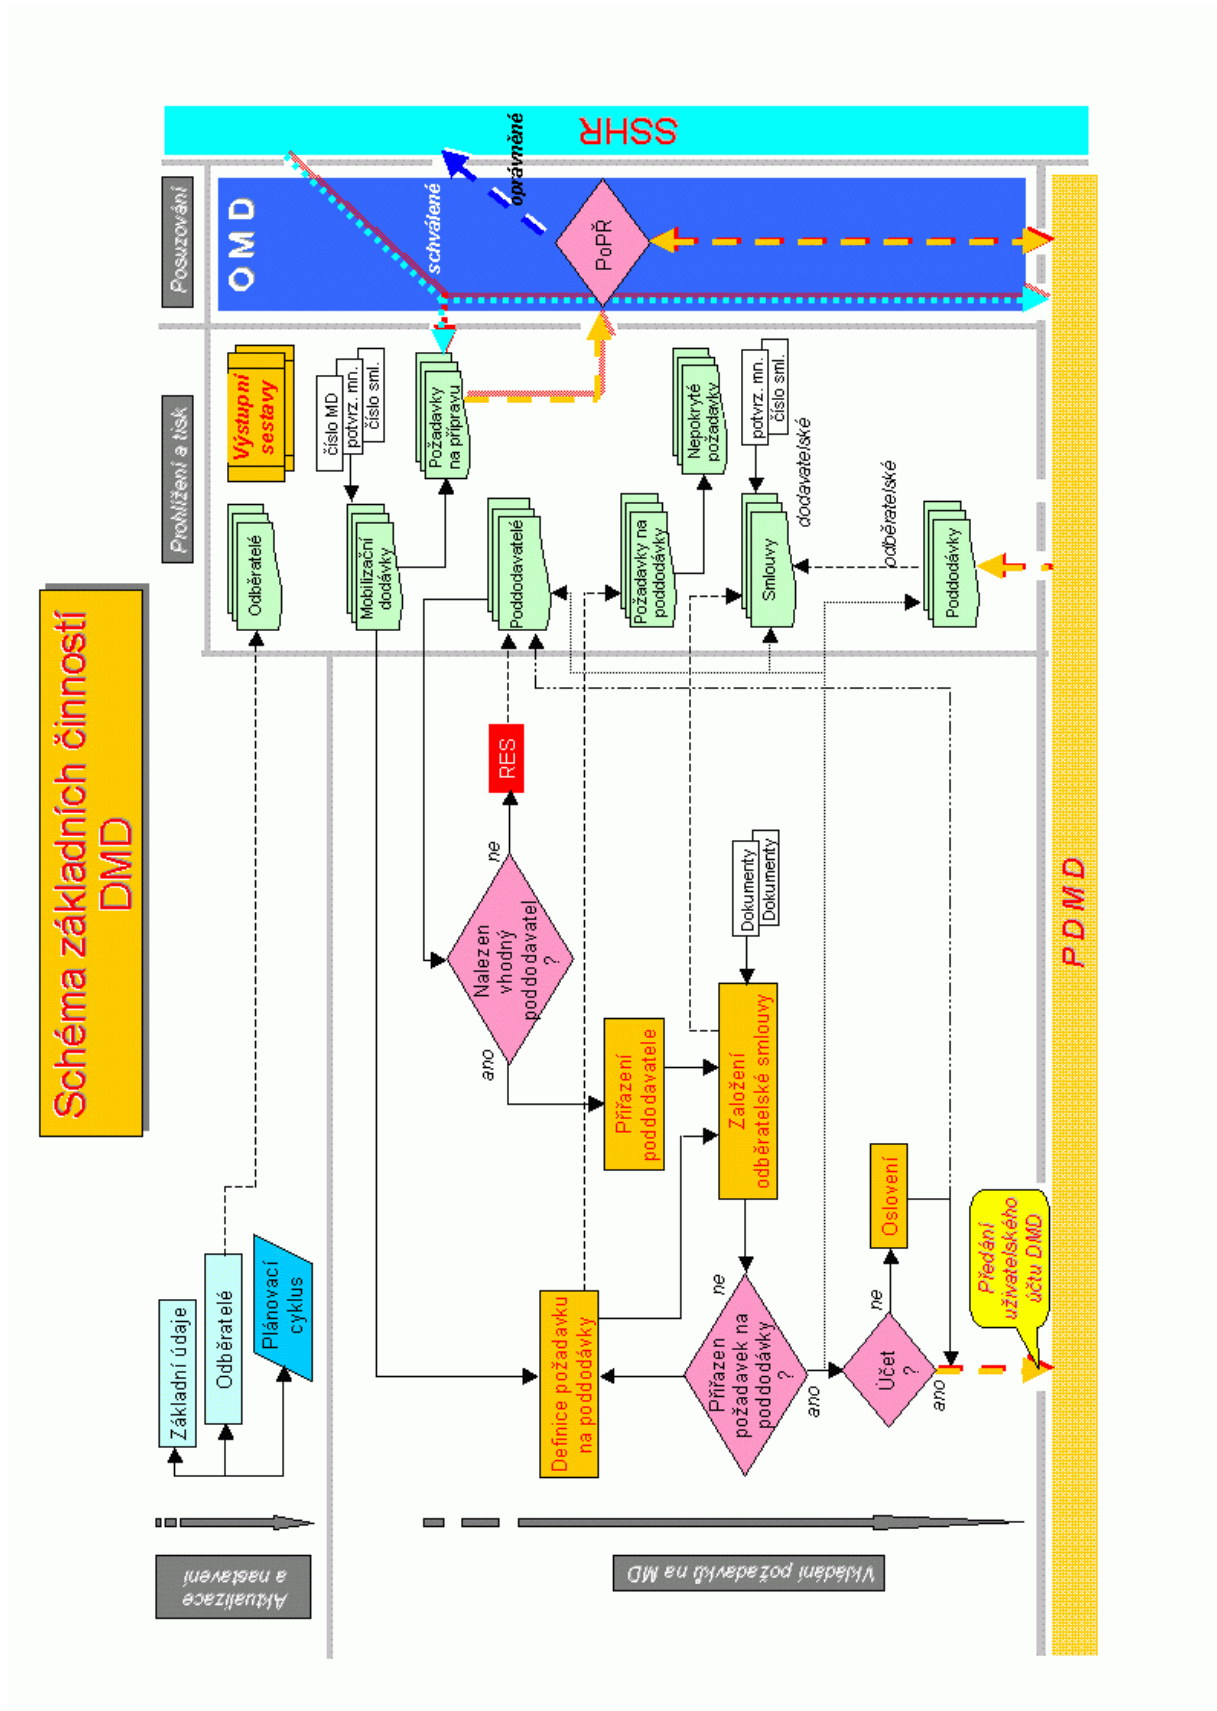 Schéma základních činností
DMD
Aktualizace
a nastavení
Prohlížení a tisk
Posuzování
Základní údaje
Odběratelé
Plánovací
cyklus
Odběratelé
Výstupní
sestavy
O M D
SSHR
Vkládání požadavků na MD
číslo MD
potvrz. mn.
číslo sml.
Mobilizační
dodávky
Požadavky
na přípravu
schválené
oprávněné
PoPŘ
Poddodavatelé
RES
ne
Nalezen
vhodný
poddodavatel
?
ano
Přiřazení
poddodavatele
Definice požadavku
na poddodávky
Požadavky na
poddodávky
Nepokryté
požadavky
Založení
odběratelské smlouvy
Dokumenty
Dokumenty
Smlouvy
potvrz. mn.
číslo sml.
dodavatelské
odběratelské
Poddodávky
ne
Přiřazen
požadavek na
poddodávky
?
ano
Účet
?
ne
ano
Oslovení
Předání
uživatelského
účtu DMD
P D M D